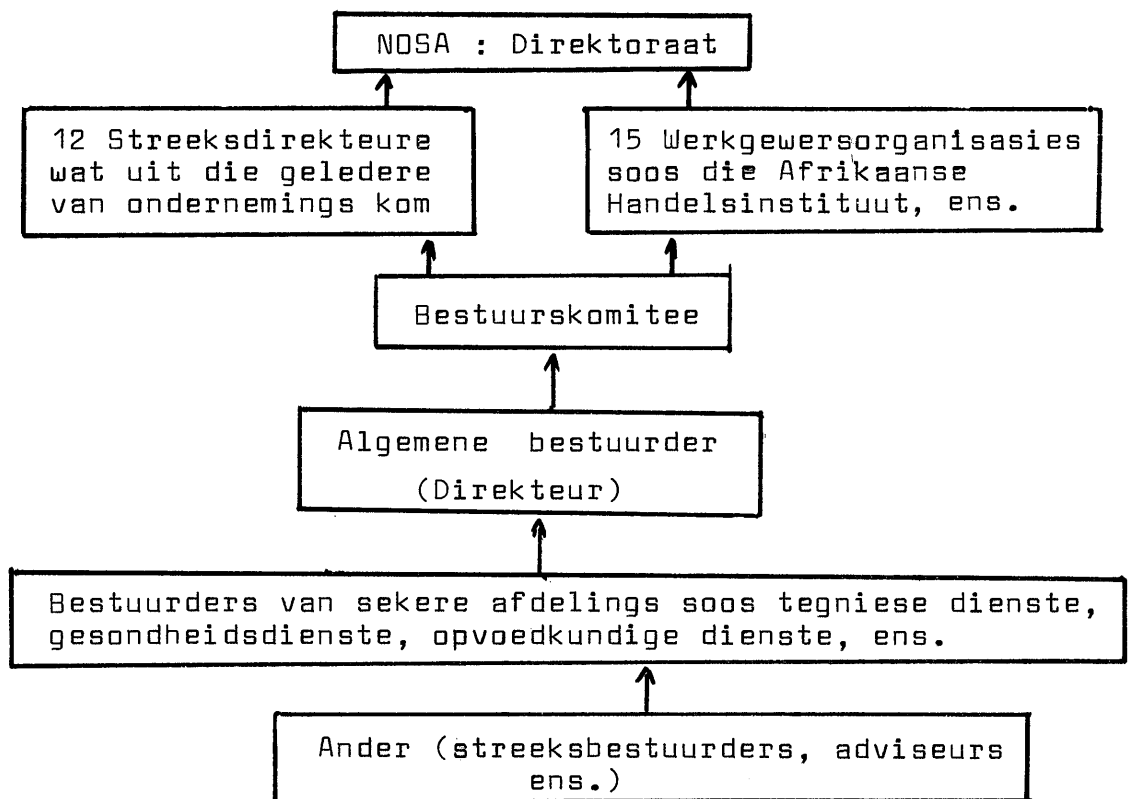 NOSA : Direktoraat
12 Streeksdirekteure
wat uit die geledere
van ondernemings kom
15 Werkgewersorganisasies
soos die Afrikaanse
Handelsinstituut, ens.
Bestuurskomitee
Algemene bestuurder
(Direkteur)
Bestuurders van sekere afdelings soos tegniese dienste,
gesondheidsdienste, opvoedkundige dienste, ens.
Ander (streeksbestuurders, adviseurs
ens.)